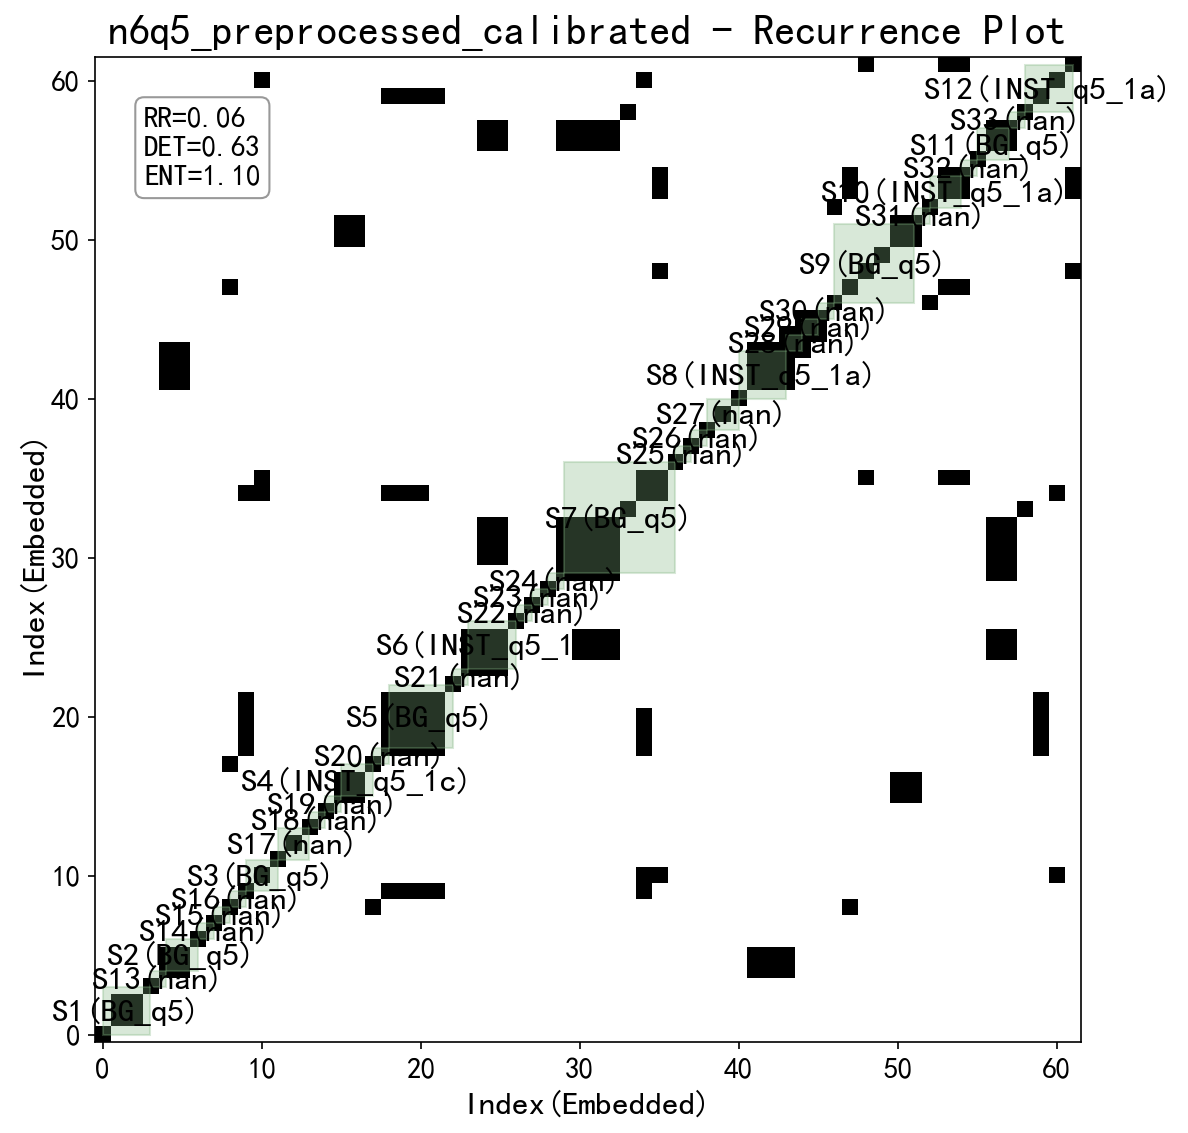 n6q5_preprocessed_calibrated - Recurrence Plot
RR=0.06
DET=0.63
ENT=1.10
S12(INST_q5_1a)
S33(nan)
S11(BG_q5)
S32(nan)
S10(INST_q5_1a)
S31(nan)
S9(BG_q5)
S30(nan)
S29(nan)
S28(nan)
S8(INST_q5_1a)
S27(nan)
S26(nan)
S25(nan)
S7(BG_q5)
S24(nan)
S23(nan)
S22(nan)
S6(INST_q5_1
S21(nan)
S5(BG_q5)
S20(nan)
S4(INST_q5_1c)
S19(nan)
S18(nan)
S17(nan)
S3(BG_q5)
S16(nan)
S15(nan)
S14(nan)
S2(BG_q5)
S13(nan)
S1(BG_q5)
60
50
40
30
20
10
0
Index(Embedded)
0 10 20 30 40 50 60
Index(Embedded)